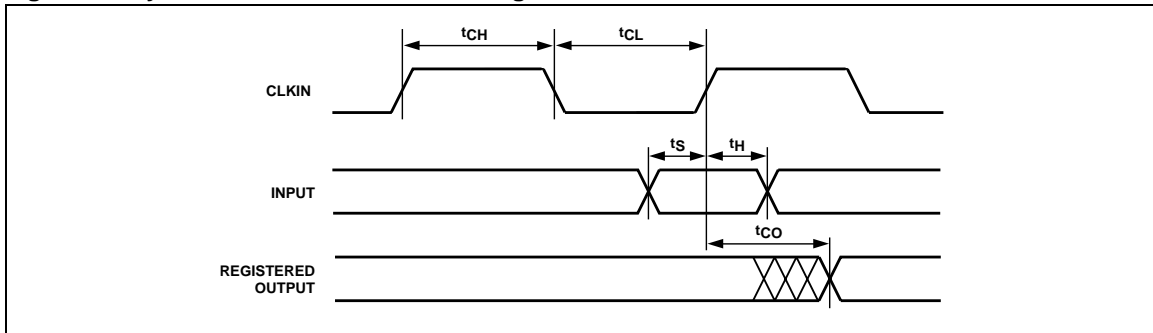 tCH
tCL
CLKIN
tS
tH
INPUT
tCO
REGISTERED
OUTPUT